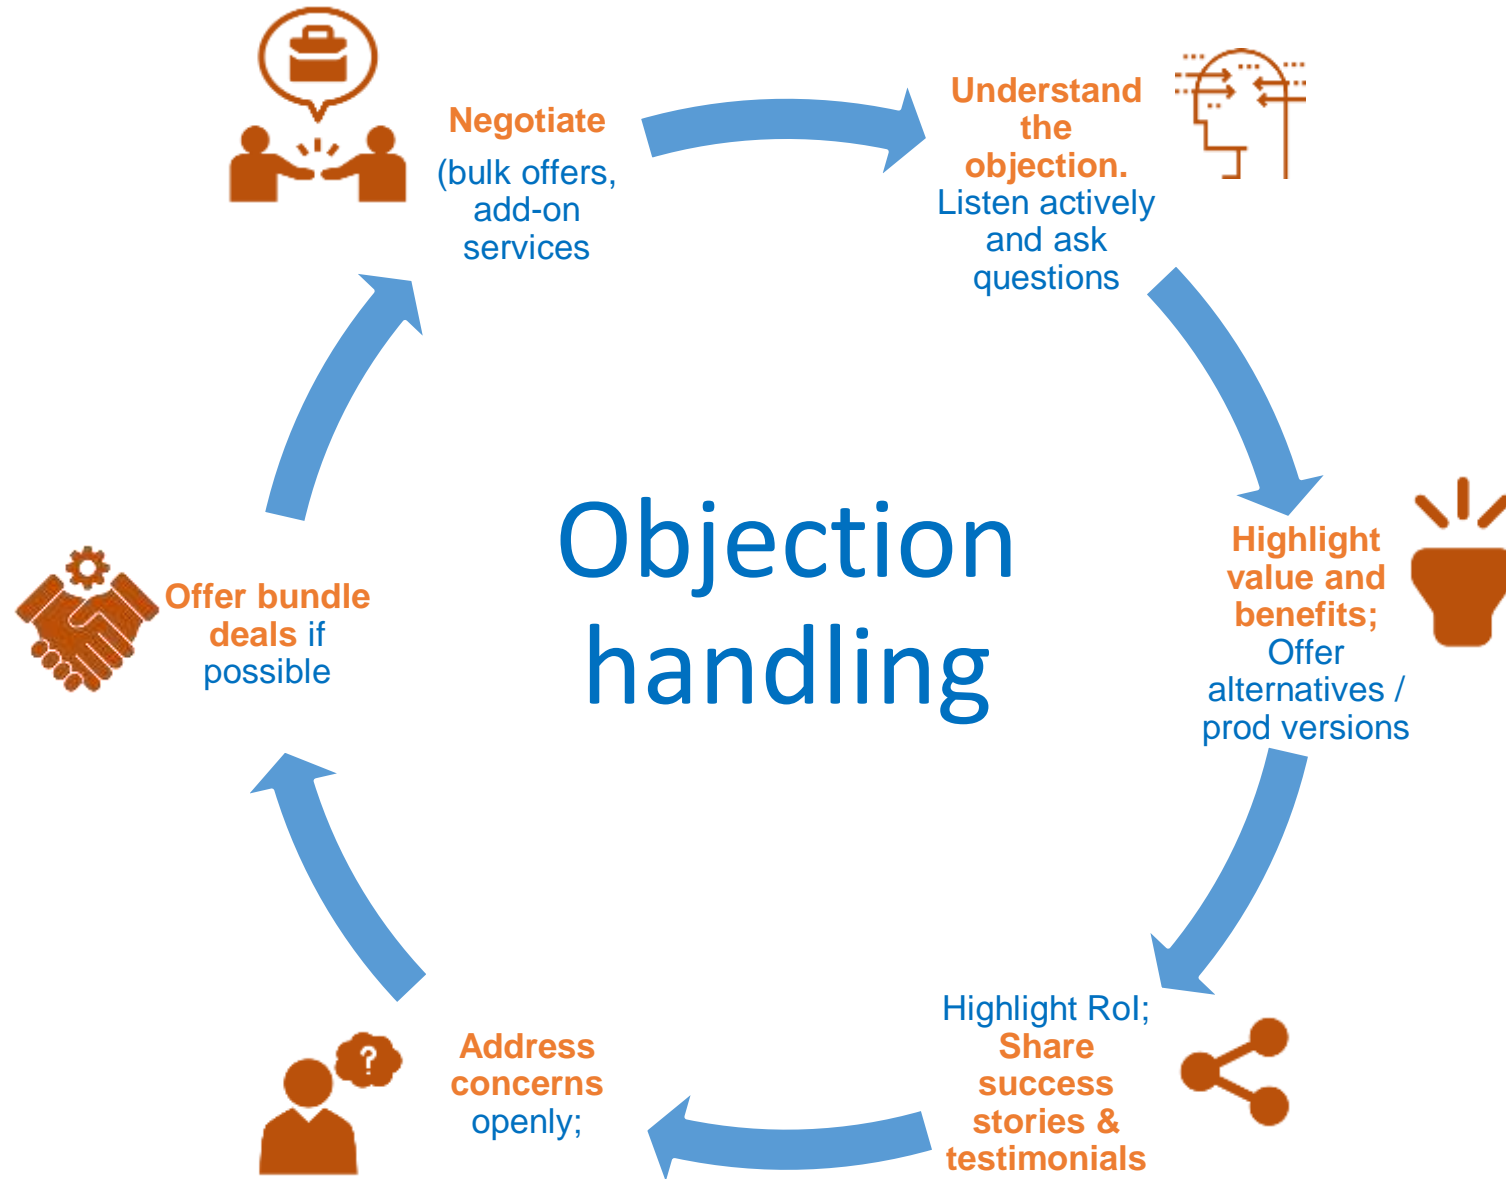 Negotiate
(bulk offers,
add-on
services
Understand
the
objection.
Listen actively
and ask
questions
Objection
handling
Highlight
value and
benefits;
Offer
alternatives /
prod versions
Offer bundle
deals if
possible
Highlight RoI;
Share
success
stories &
testimonials
Address
concerns
openly;
?